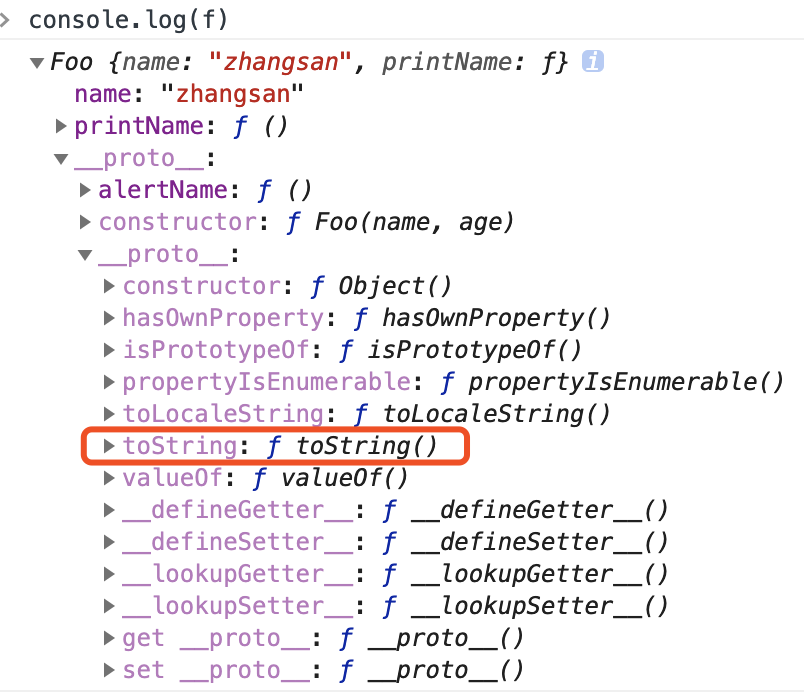 console.log(f)
Foo {name: "zhangsan", printName: ƒ} i
name: "zhangsan"
printName: ƒ ()
__proto__:
alertName: ƒ ()
constructor: ƒ Foo(name, age)
__proto__:
constructor: ƒ Object()
hasOwnProperty: ƒ hasOwnProperty()
isPrototypeOf: ƒ isPrototypeOf()
propertyIsEnumerable: ƒ propertyIsEnumerable()
toLocaleString: ƒ toLocaleString()
toString: ƒ toString()
valueOf: ƒ valueOf()
__defineGetter__: ƒ __defineGetter__()
__defineSetter__: ƒ __defineSetter__()
__lookupGetter__: ƒ __lookupGetter__()
__lookupSetter__: ƒ __lookupSetter__()
get __proto__: ƒ __proto__()
set __proto__: ƒ __proto__()